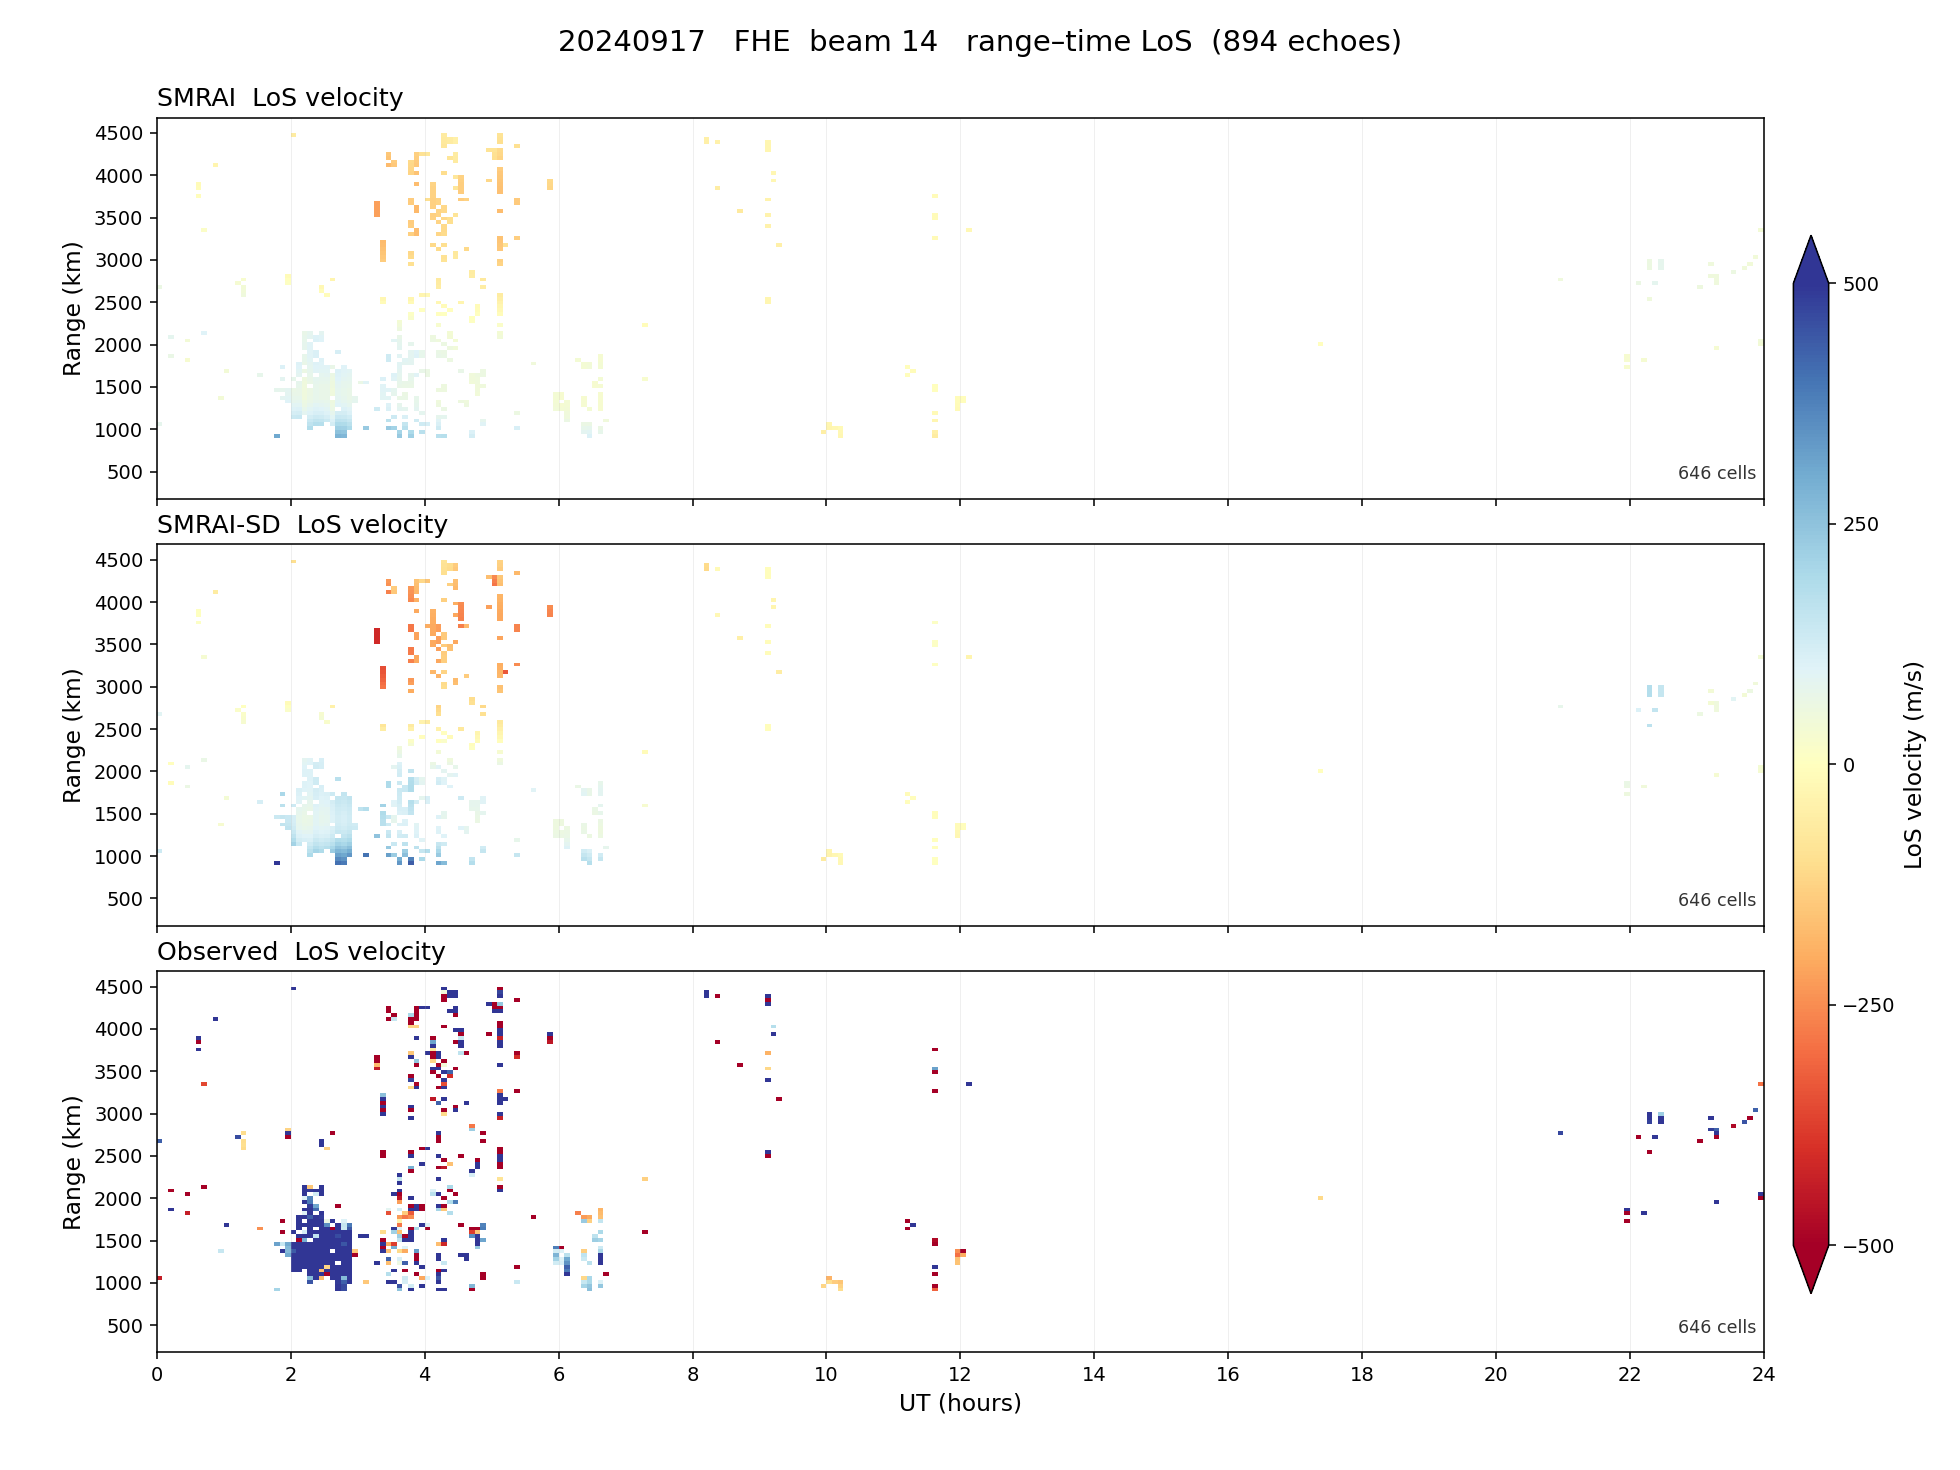 20240917   FHE  beam 14   range–time LoS  (894 echoes)
SMRAI  LoS velocity
4500
4000
3500
3000
2500
2000
1500
1000
500
Range (km)
646 cells
SMRAI-SD  LoS velocity
4500
4000
3500
3000
2500
2000
1500
1000
500
Range (km)
646 cells
Observed  LoS velocity
4500
4000
3500
3000
2500
2000
1500
1000
500
Range (km)
646 cells
0 2 4 6 8 10 12 14 16 18 20 22 24
UT (hours)
500
250
0
−250
−500
LoS velocity (m/s)